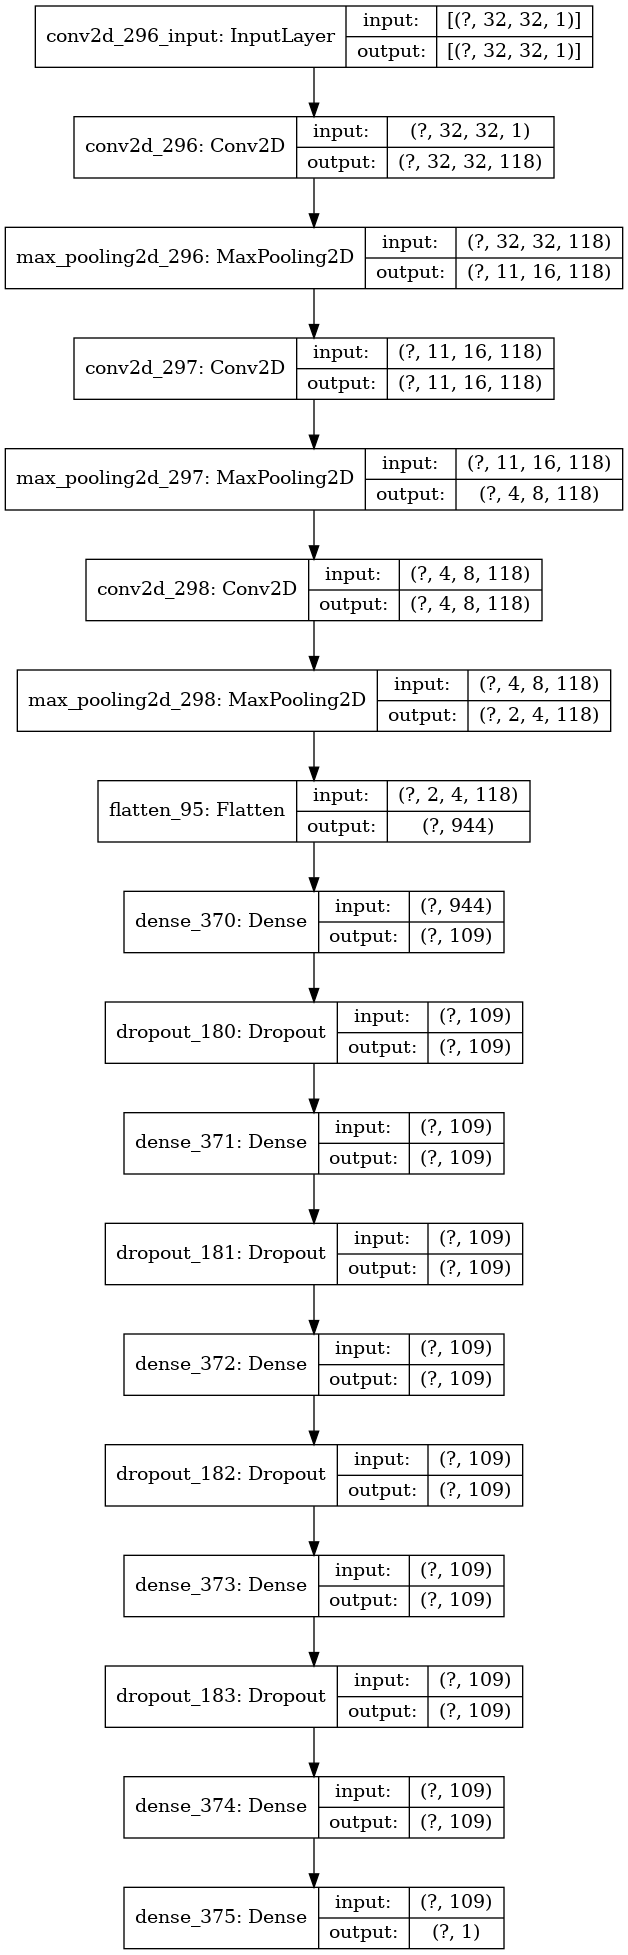 conv2d_296_input: InputLayer
input: [(?, 32, 32, 1)]
output: [(?, 32, 32, 1)]
conv2d_296: Conv2D
input: (?, 32, 32, 1)
output: (?, 32, 32, 118)
max_pooling2d_296: MaxPooling2D
input: (?, 32, 32, 118)
output: (?, 11, 16, 118)
conv2d_297: Conv2D
input: (?, 11, 16, 118)
output: (?, 11, 16, 118)
max_pooling2d_297: MaxPooling2D
input: (?, 11, 16, 118)
output: (?, 4, 8, 118)
conv2d_298: Conv2D
input: (?, 4, 8, 118)
output: (?, 4, 8, 118)
max_pooling2d_298: MaxPooling2D
input: (?, 4, 8, 118)
output: (?, 2, 4, 118)
flatten_95: Flatten
input: (?, 2, 4, 118)
output: (?, 944)
dense_370: Dense
input: (?, 944)
output: (?, 109)
dropout_180: Dropout
input: (?, 109)
output: (?, 109)
dense_371: Dense
input: (?, 109)
output: (?, 109)
dropout_181: Dropout
input: (?, 109)
output: (?, 109)
dense_372: Dense
input: (?, 109)
output: (?, 109)
dropout_182: Dropout
input: (?, 109)
output: (?, 109)
dense_373: Dense
input: (?, 109)
output: (?, 109)
dropout_183: Dropout
input: (?, 109)
output: (?, 109)
dense_374: Dense
input: (?, 109)
output: (?, 109)
dense_375: Dense
input: (?, 109)
output: (?, 1)